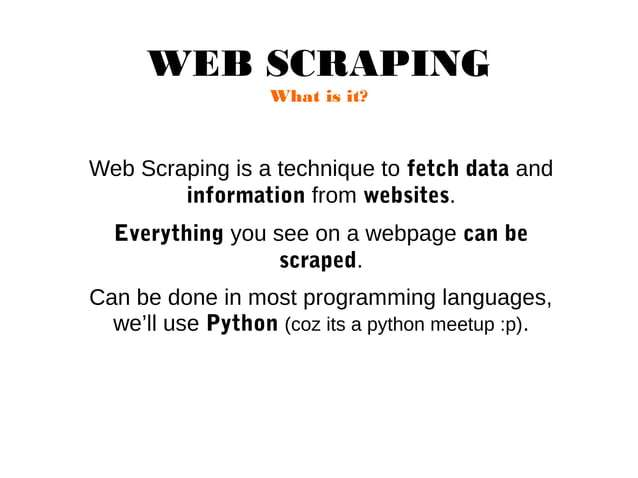 WEB SCRAPING
What is it?
Web Scraping is a technique to fetch data and
information from websites.
Everything you see on a webpage can be
scraped.
Can be done in most programming languages,
we’ll use Python (coz its a python meetup :p).